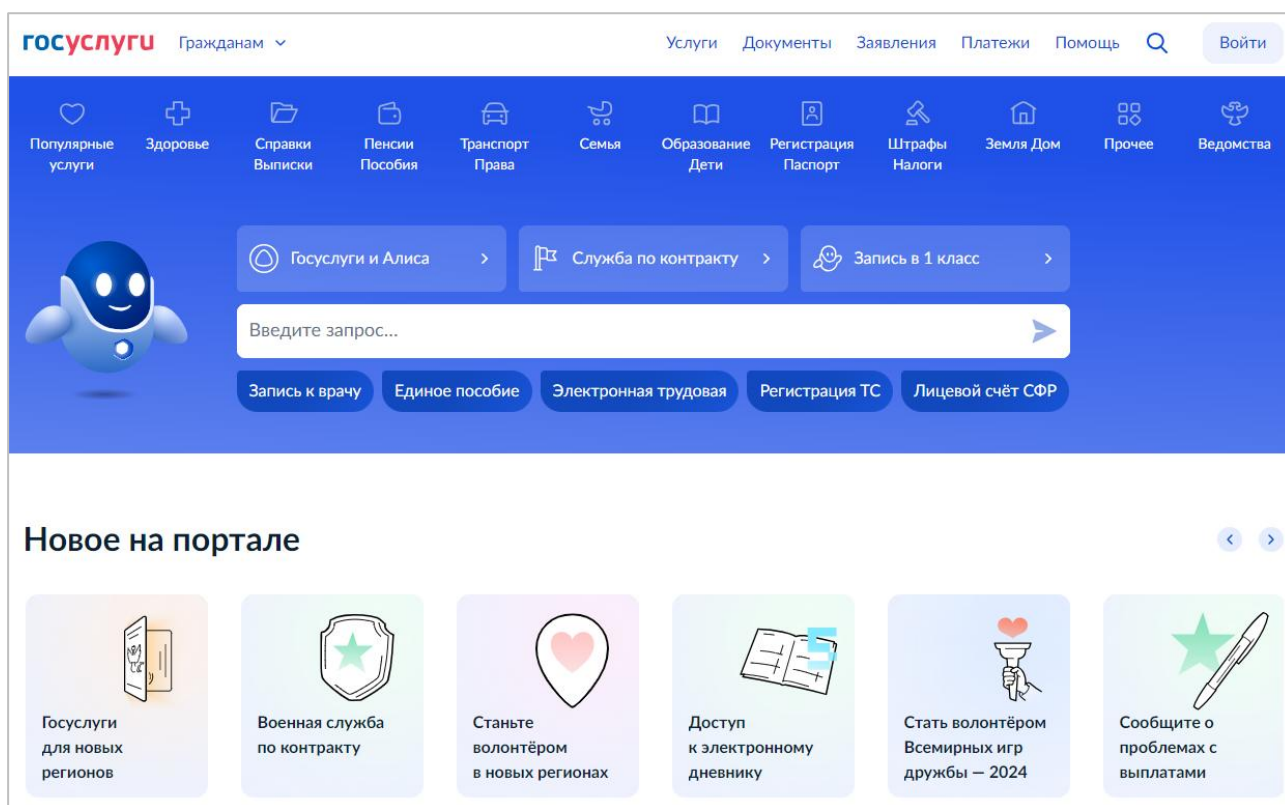 госуслуги Гражданам Услуги Документы Заявления Платежи Помощь Войти
Популярные услуги
Здоровье
Справки Выписки
Пенсии Пособия
Транспорт Права
Семья
Образование Дети
Регистрация Паспорт
Штрафы Налоги
Земля Дом
Прочее
Ведомства
Госуслуги и Алиса
Служба по контракту
Запись в 1 класс
Введите запрос...
Запись к врачу
Единое пособие
Электронная трудовая
Регистрация ТС
Лицевой счёт СФР
Новое на портале
Госуслуги
для новых
регионов
Военная служба
по контракту
Станьте
волонтёром
в новых регионах
5
Доступ
к электронному
дневнику
Стать волонтёром
Всемирных игр
дружбы — 2024
Сообщите о
проблемах с
выплатами